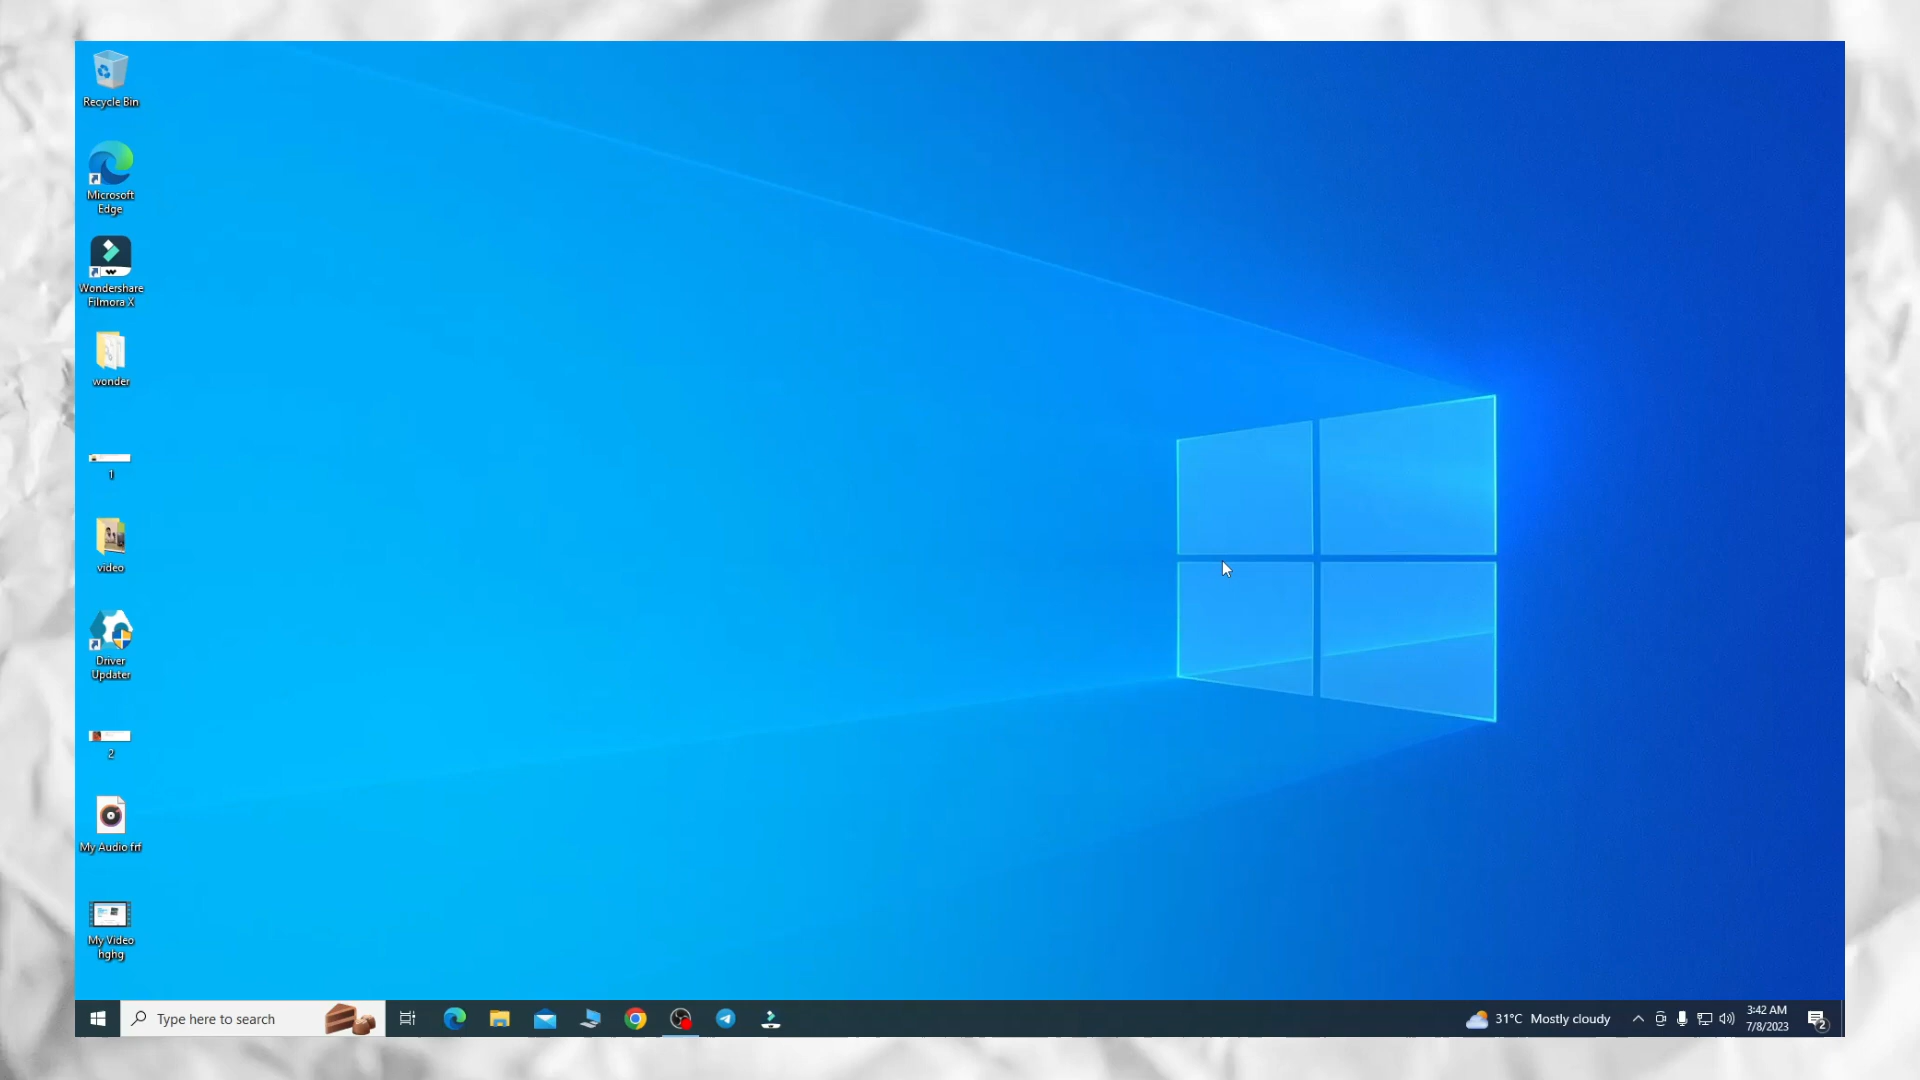 Recycle Bin
Microsoft
Edge
Wondershare
Filmora X
wonder
1
video
Driver
Updater
2
My Audio frf
My Video
hghg
Type here to search
31°C Mostly cloudy
3:42 AM
7/8/2023
2